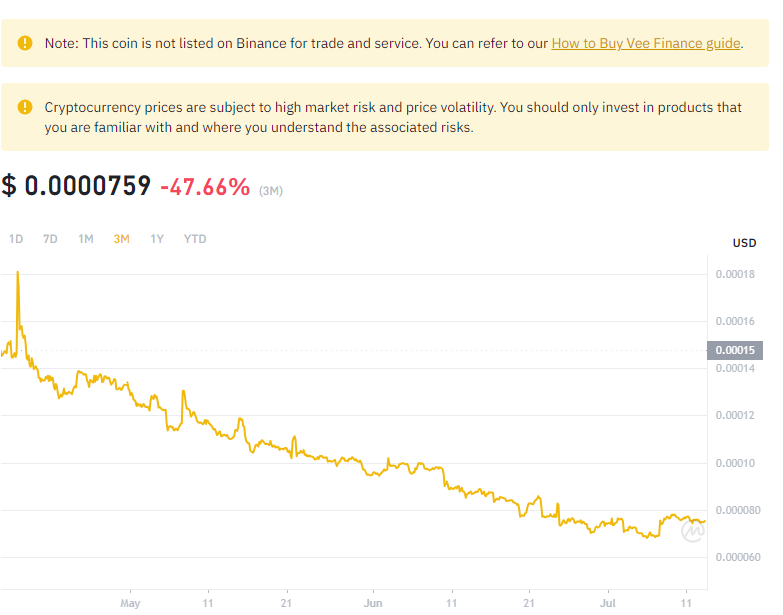 Note: This coin is not listed on Binance for trade and service. You can refer to our How to Buy Vee Finance guide.
Cryptocurrency prices are subject to high market risk and price volatility. You should only invest in products that
you are familiar with and where you understand the associated risks.
$ 0.0000759 -47.66% (3M)
1D 7D 1M 3M 1Y YTD
USD
0.00018
0.00016
0.00015
0.00014
0.00012
0.00010
0.000080
0.000060
May 11 21 Jun 11 21 Jul 11